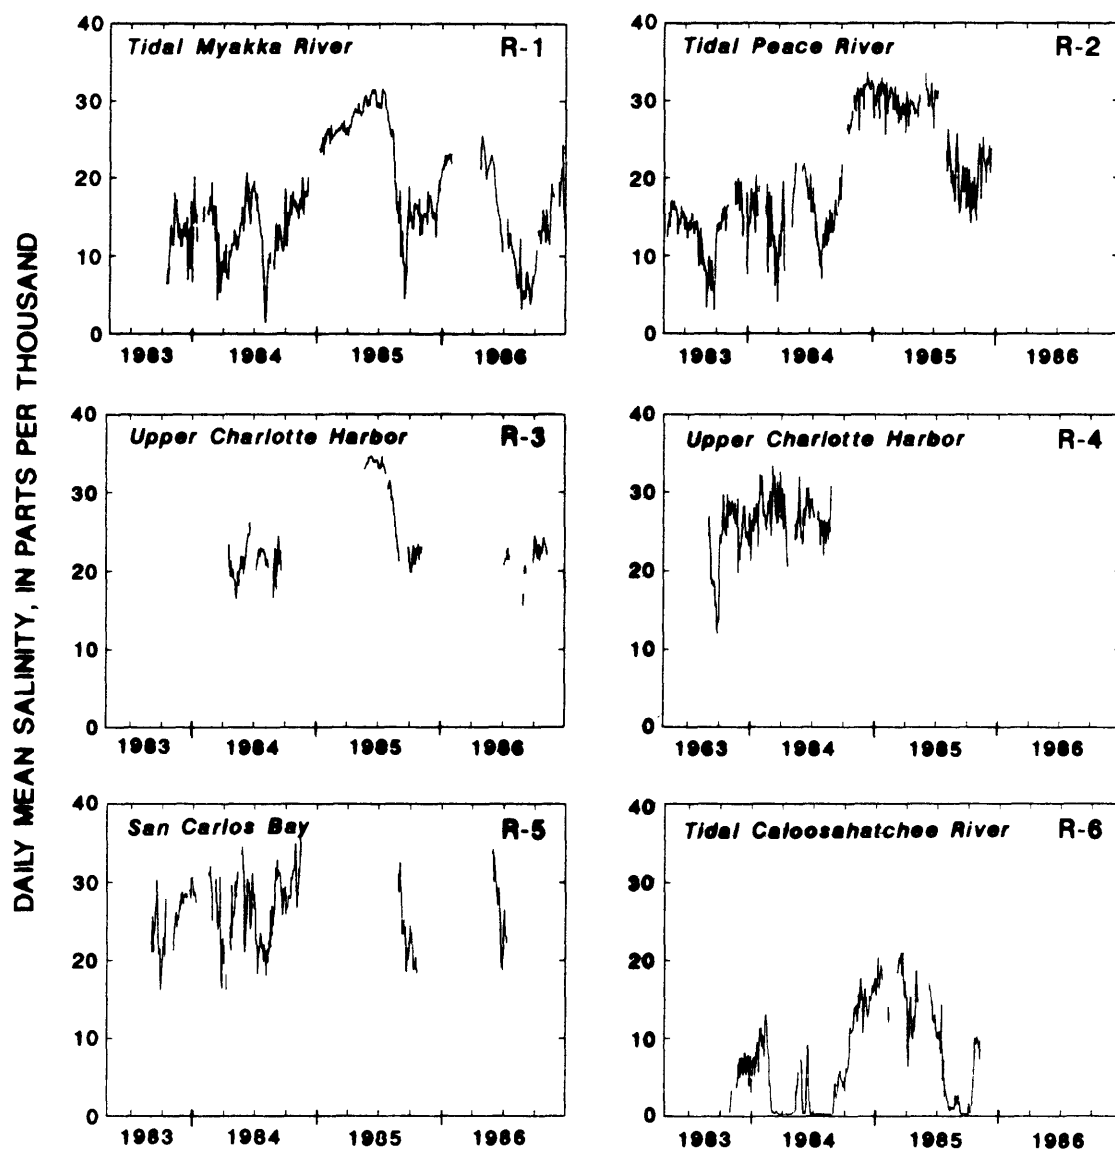 DAILY MEAN SALINITY, IN PARTS PER THOUSAND
Tidal Myakka River R-1
40
30
20
10
0
1983 1984 1985 1986
Tidal Peace River R-2
40
30
20
10
0
1983 1984 1985 1986
Upper Charlotte Harbor R-3
40
30
20
10
0
1983 1984 1985 1986
Upper Charlotte Harbor R-4
40
30
20
10
0
1983 1984 1985 1986
San Carlos Bay R-5
40
30
20
10
0
1983 1984 1985 1986
Tidal Caloosahatchee River R-6
40
30
20
10
0
1983 1984 1985 1986